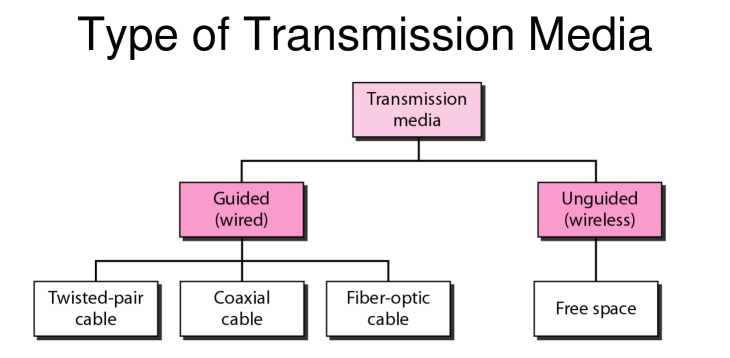 Type of Transmission Media
Transmission
media
Guided
(wired)
Unguided
(wireless)
Twisted-pair
cable
Coaxial
cable
Fiber-optic
cable
Free space